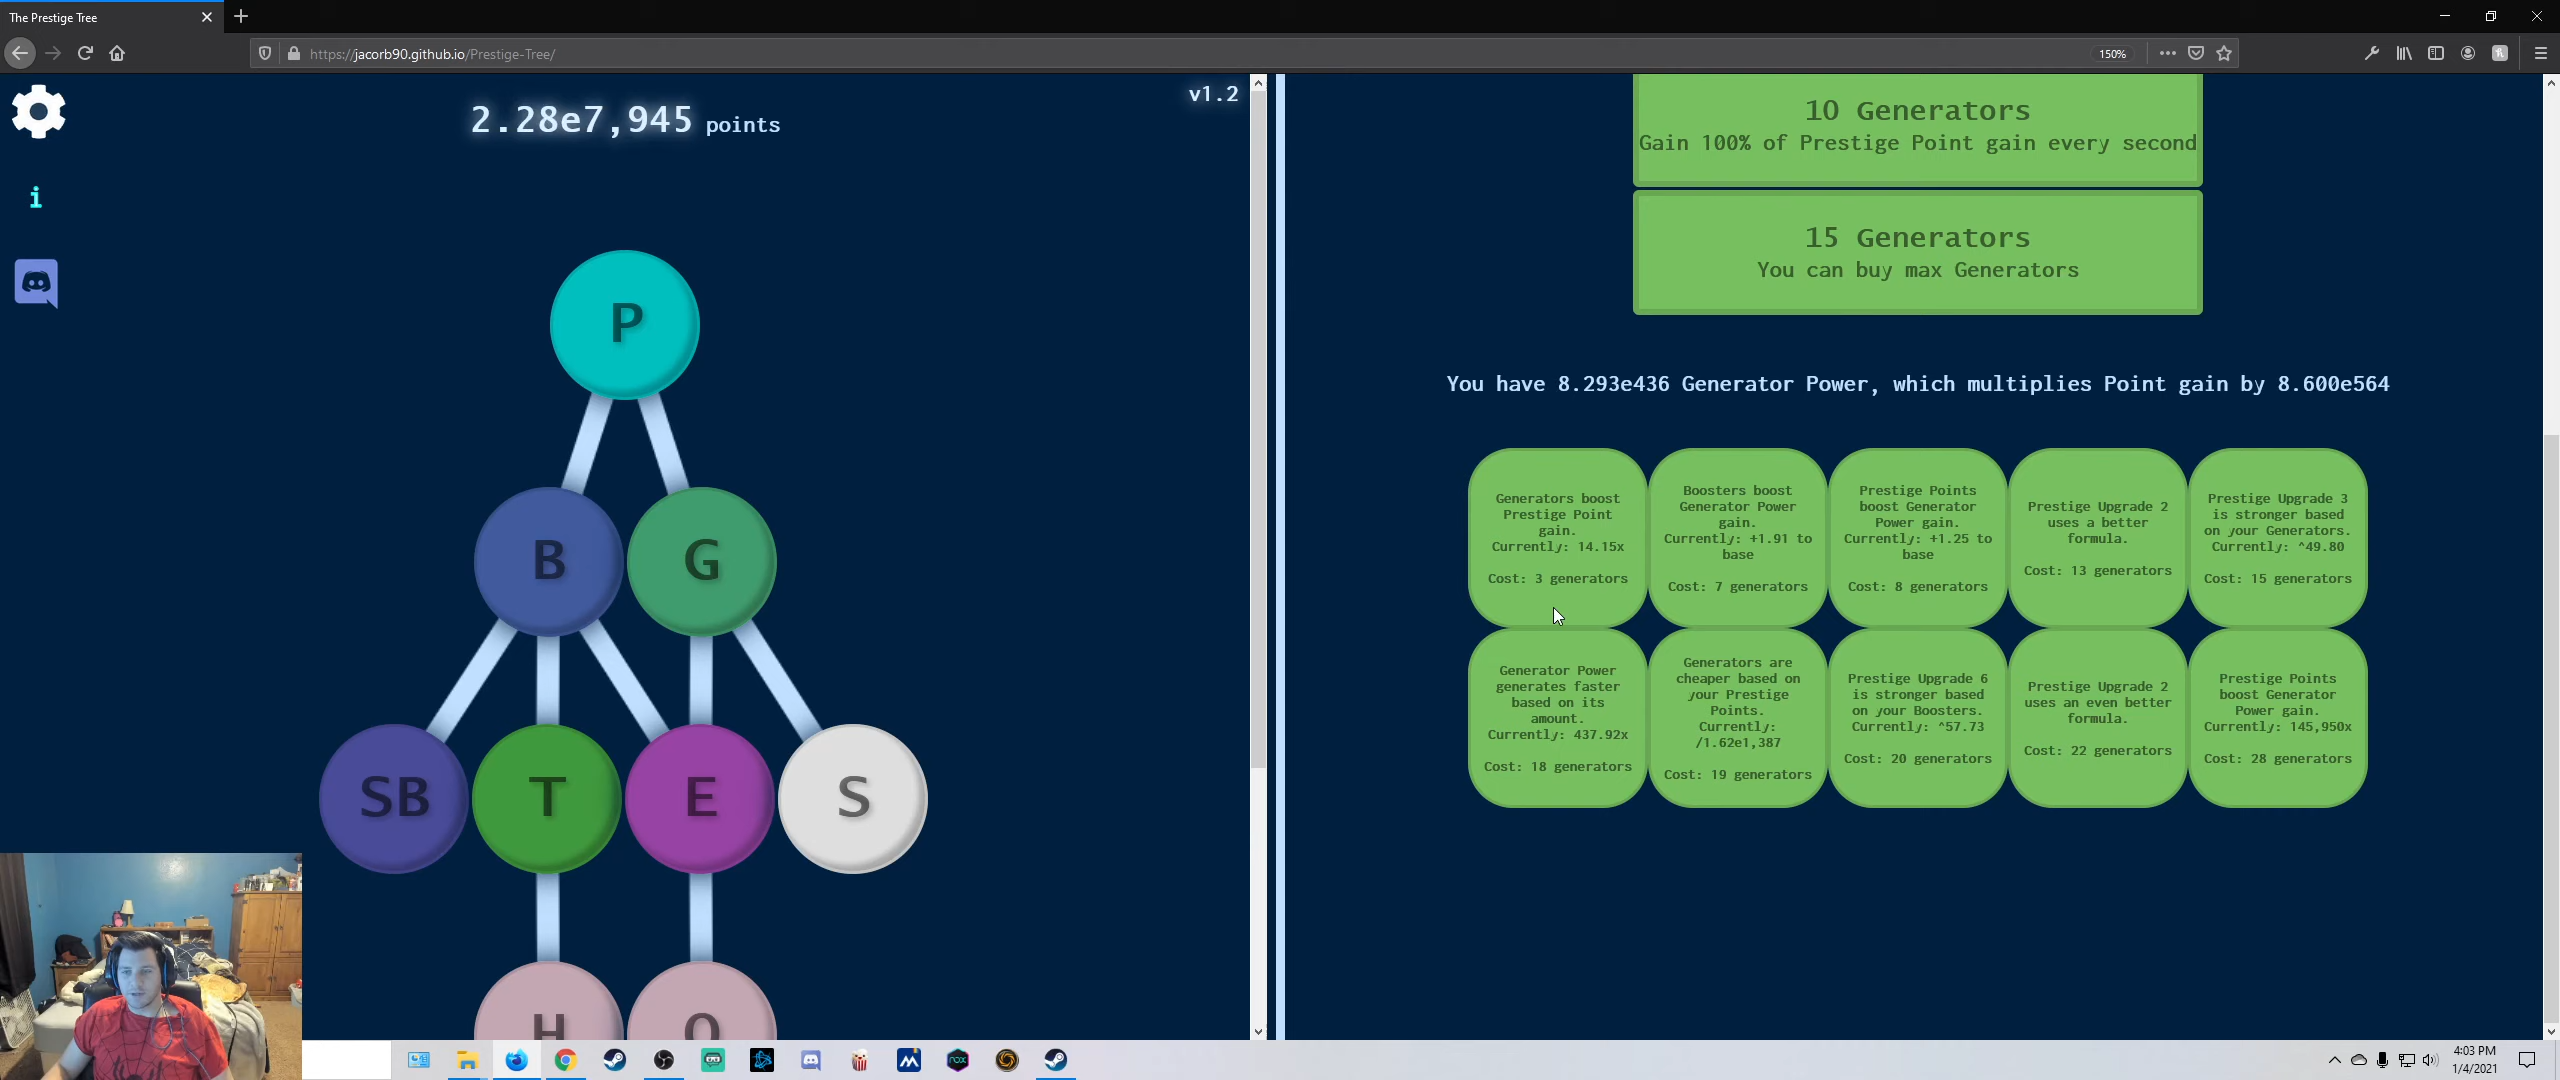 The Prestige Tree
https://jacorb90.github.io/Prestige-Tree/
150%
2.28e7,945 points
v1.2
i
P
B
G
SB
T
E
S
H
Q
10 Generators
Gain 100% of Prestige Point gain every second
15 Generators
You can buy max Generators
You have 8.293e436 Generator Power, which multiplies Point gain by 8.600e564
Generators boost
Prestige Point
gain.
Currently: 14.15x
Cost: 3 generators
Boosters boost
Generator Power
gain.
Currently: +1.91 to
base
Cost: 7 generators
Prestige Points
boost Generator
Power gain.
Currently: +1.25 to
base
Cost: 8 generators
Prestige Upgrade 2
uses a better
formula.
Cost: 13 generators
Prestige Upgrade 3
is stronger based
on your Generators.
Currently: ^49.80
Cost: 15 generators
Generator Power
generates faster
based on its
amount.
Currently: 437.92x
Cost: 18 generators
Generators are
cheaper based on
your Prestige
Points.
Currently:
/1.62e1,387
Cost: 19 generators
Prestige Upgrade 6
is stronger based
on your Boosters.
Currently: ^57.73
Cost: 20 generators
Prestige Upgrade 2
uses an even better
formula.
Cost: 22 generators
Prestige Points
boost Generator
Power gain.
Currently: 145,950x
Cost: 28 generators
nox
4:03 PM
1/4/2021